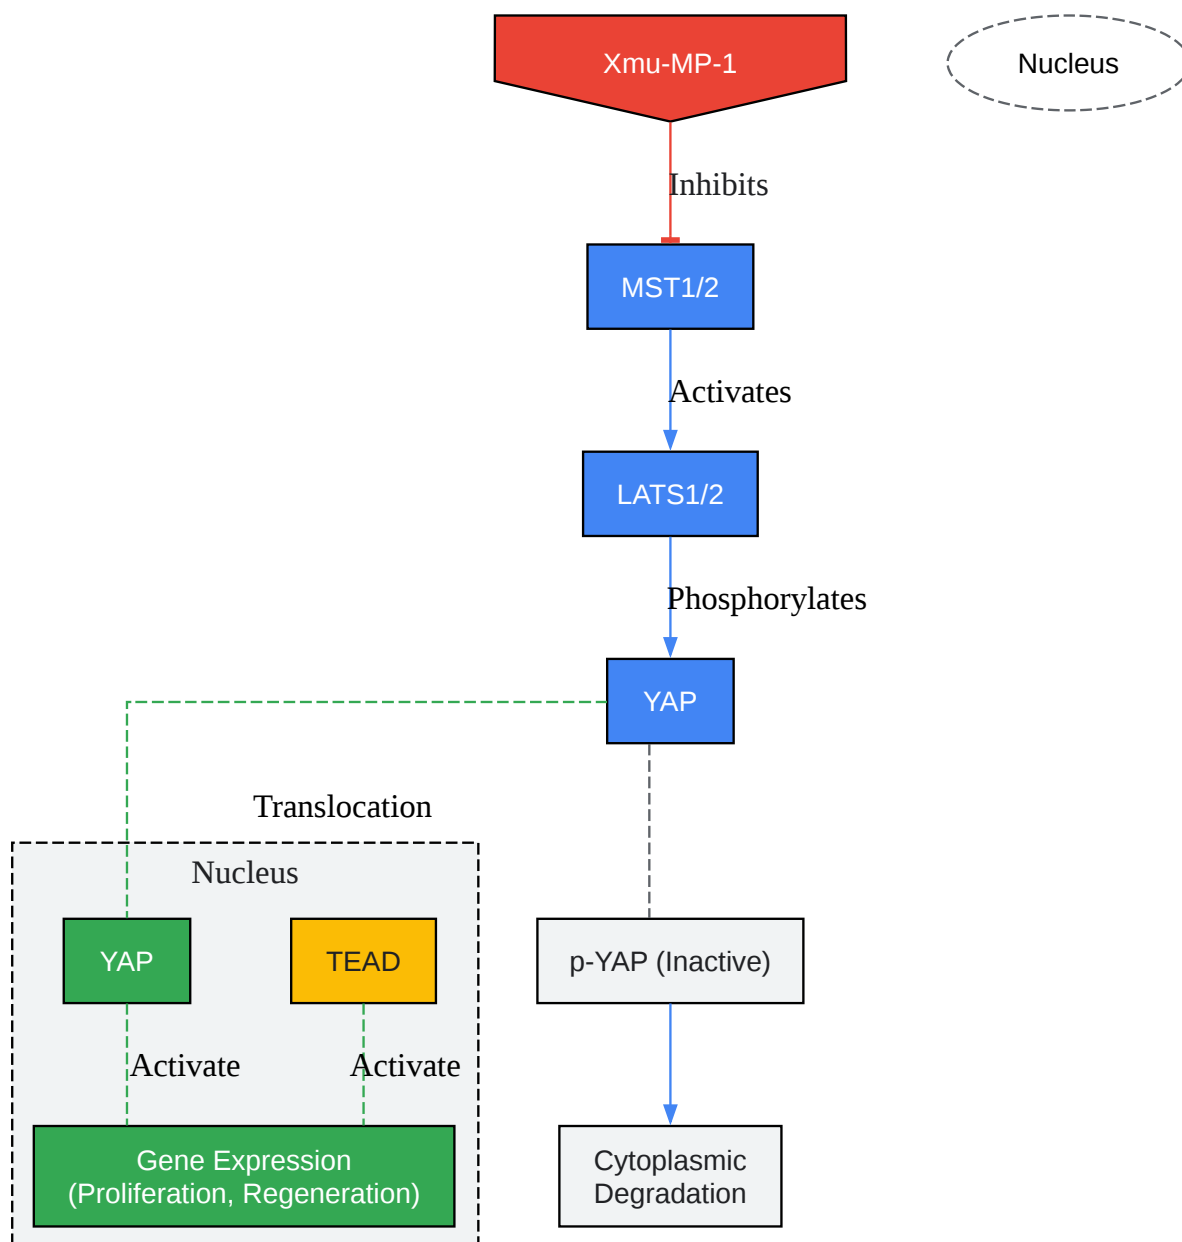 Xmu-MP-1
Nucleus
Inhibits
MST1/2
Activates
LATS1/2
Phosphorylates
YAP
Translocation
Nucleus
YAP
TEAD
p-YAP (Inactive)
Activate
Activate
Gene Expression
(Proliferation, Regeneration)
Cytoplasmic
Degradation